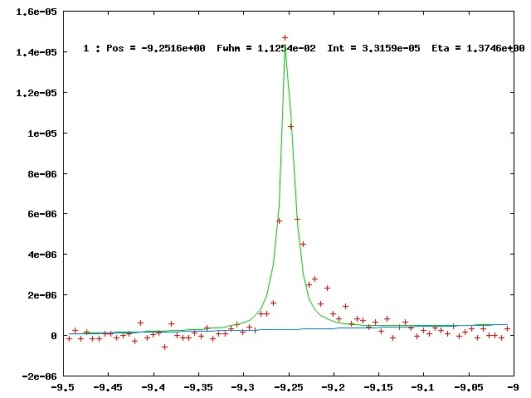 1.6e-05
1 : Pos = -9.2516e+00 Fwhm = 1.1254e-02 Int = 3.3159e-05 Eta = 1.3746e+00
1.4e-05
1.2e-05
1e-05
8e-06
6e-06
4e-06
2e-06
0
-2e-06
-9.5 -9.45 -9.4 -9.35 -9.3 -9.25 -9.2 -9.15 -9.1 -9.05 -9